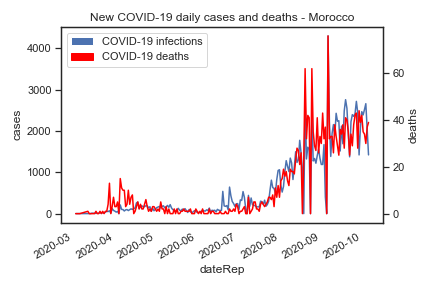 New COVID-19 daily cases and deaths - Morocco
COVID-19 infections
COVID-19 deaths
4000
3000
2000
1000
0
cases
60
40
20
0
deaths
2020-03
2020-04
2020-05
2020-06
2020-07
2020-08
2020-09
2020-10
dateRep